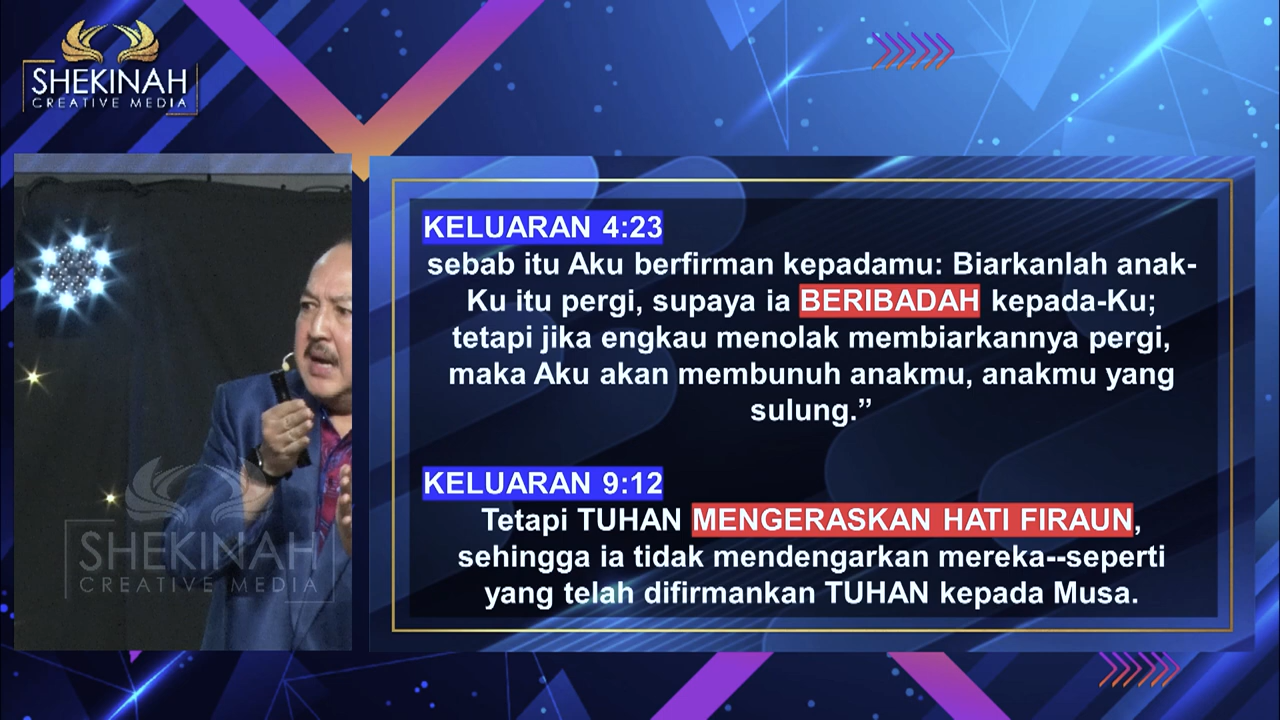 SHEKINAH
CREATIVE MEDIA
KELUARAN 4:23
sebab itu Aku berfirman kepadamu: Biarkanlah anak-
Ku itu pergi, supaya ia BERIBADAH kepada-Ku;
tetapi jika engkau menolak membiarkannya pergi,
maka Aku akan membunuh anakmu, anakmu yang
sulung.”
KELUARAN 9:12
Tetapi TUHAN MENGERASKAN HATI FIRAUN,
sehingga ia tidak mendengarkan mereka--seperti
yang telah difirmankan TUHAN kepada Musa.
SHEKINAH
CREATIVE MEDIA